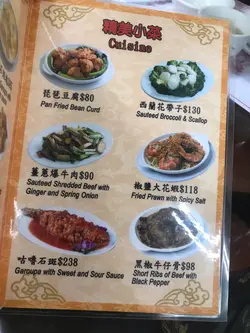 精美小菜
Cuisine
琵琶豆腐$80
Pan Fried Bean Curd
西蘭花帶子$130
Sauteed Broccoli & Scallop
薑蔥爆牛肉$90
Sauteed Shredded Beef with
Ginger and Spring Onion
椒鹽大花蝦$118
Fried Prawn with Spicy Salt
咕嚕石斑$238
Garoupa with Sweet and Sour Sauce
黑椒牛仔骨$98
Short Ribs of Beef with
Black Pepper